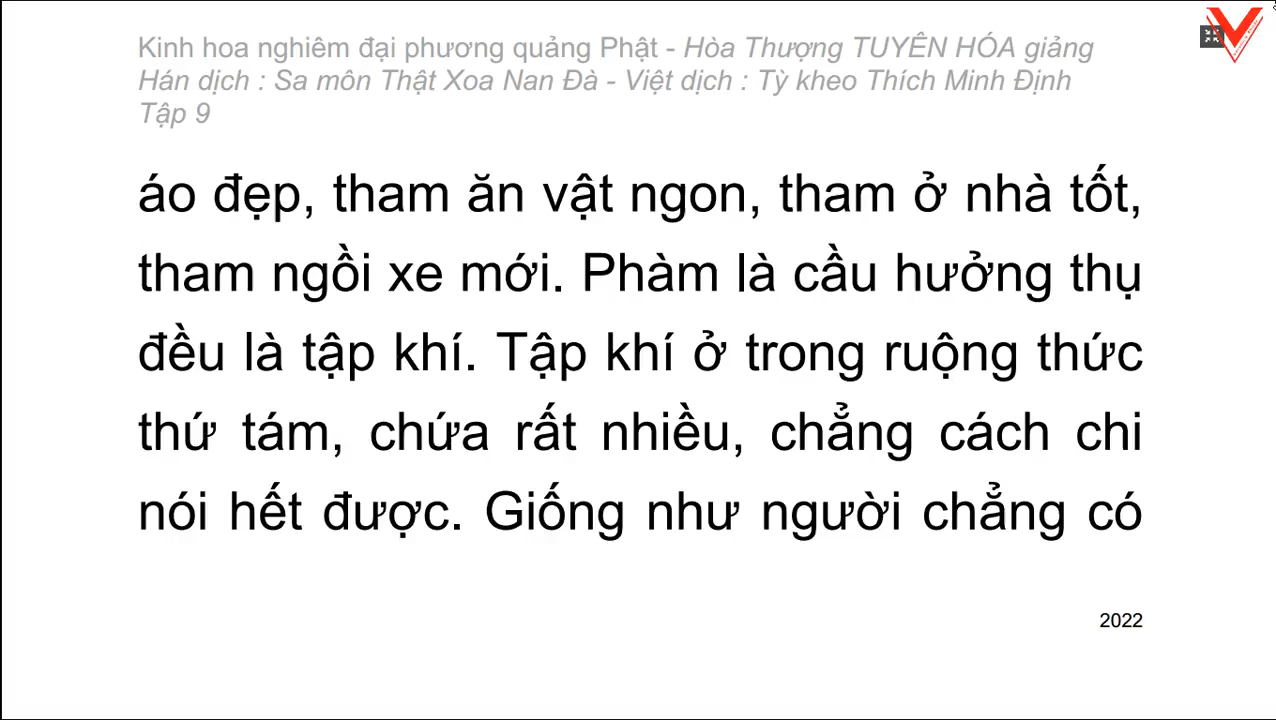 Kinh hoa nghiêm đại phương quảng Phật - Hòa Thượng TUYÊN HÓA giảng
Hán dịch : Sa môn Thật Xoa Nan Đà - Việt dịch : Tỳ kheo Thích Minh Định
Tập 9
áo đẹp, tham ăn vật ngon, tham ở nhà tốt,
tham ngồi xe mới. Phàm là cầu hưởng thụ
đều là tập khí. Tập khí ở trong ruộng thức
thứ tám, chứa rất nhiều, chẳng cách chi
nói hết được. Giống như người chẳng có
2022